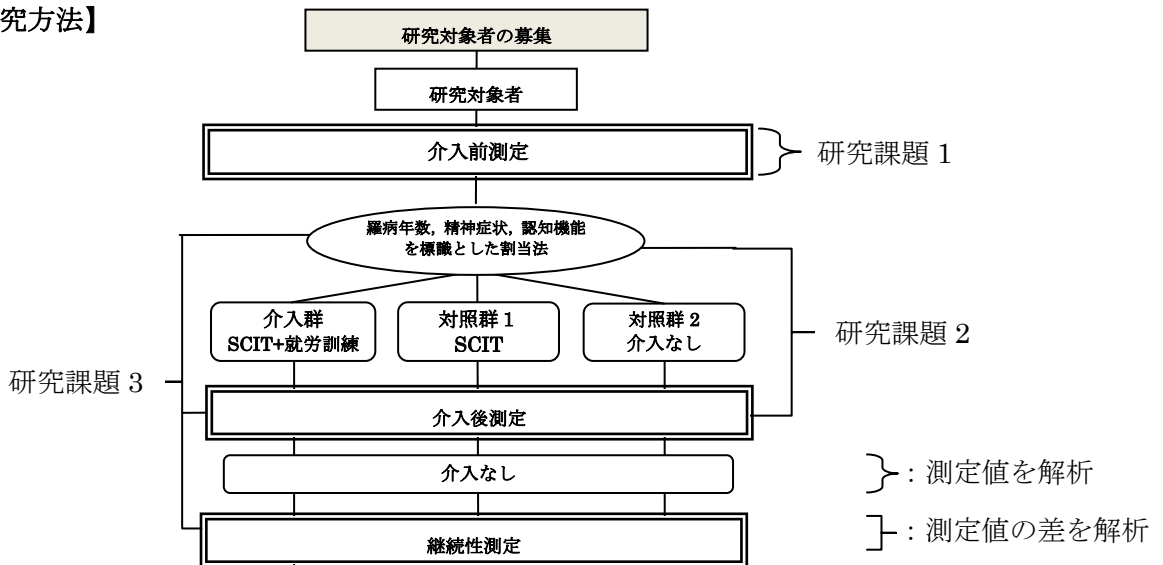 究方法】
研究対象者の募集
研究対象者
介入前測定
研究課題 1
羅病年数, 精神症状, 認知機能
を標識とした割当法
介入群
SCIT+就労訓練
対照群 1
SCIT
対照群 2
介入なし
研究課題 2
研究課題 3
介入後測定
介入なし
：測定値を解析
継続性測定
：測定値の差を解析